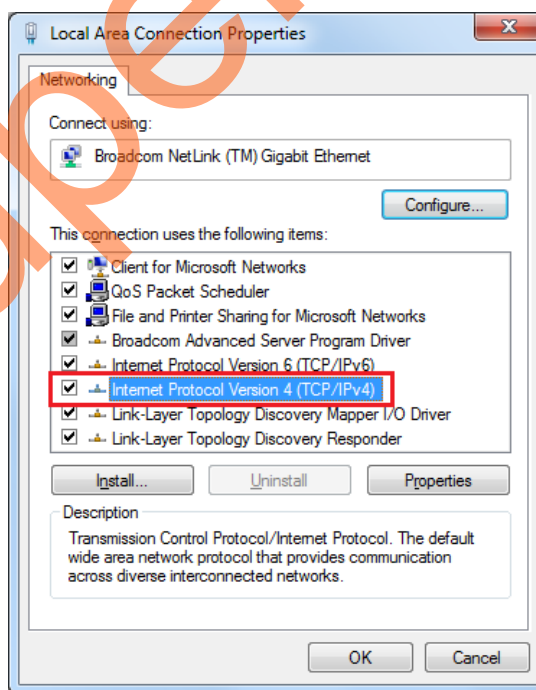 Local Area Connection Properties
Networking
Connect using:
Broadcom NetLink (TM) Gigabit Ethernet
Configure...
This connection uses the following items:
Client for Microsoft Networks
QoS Packet Scheduler
File and Printer Sharing for Microsoft Networks
Broadcom Advanced Server Program Driver
Internet Protocol Version 6 (TCP/IPv6)
Internet Protocol Version 4 (TCP/IPv4)
Link-Layer Topology Discovery Mapper I/O Driver
Link-Layer Topology Discovery Responder
Install...
Uninstall
Properties
Description
Transmission Control Protocol/Internet Protocol. The default
wide area network protocol that provides communication
across diverse interconnected networks.
OK
Cancel